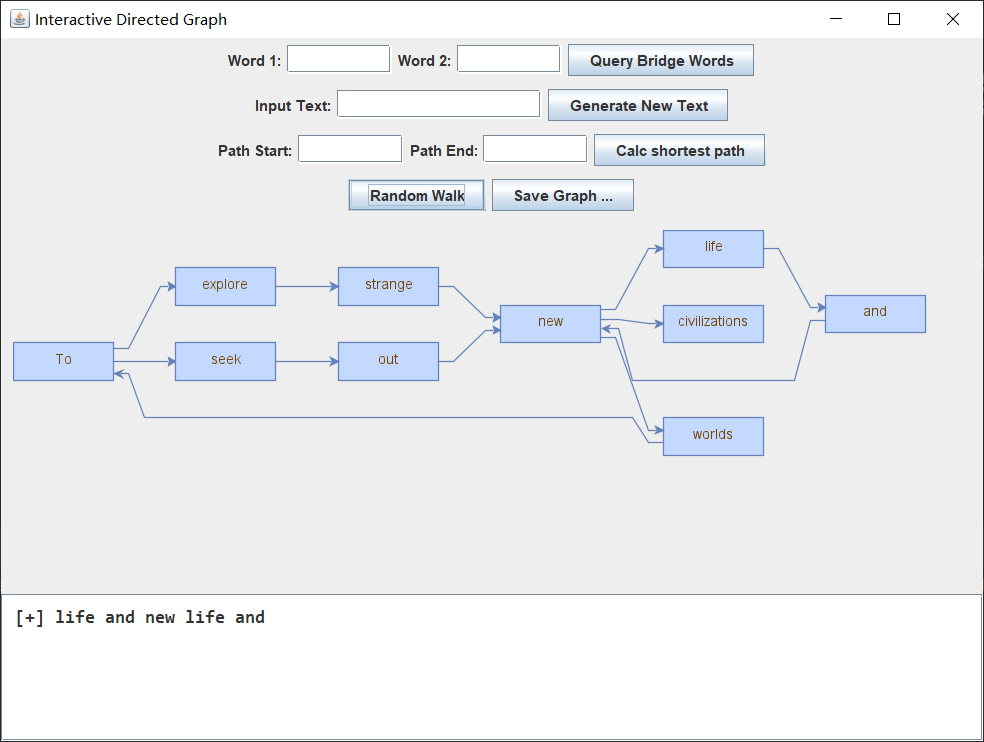 Interactive Directed Graph
Word 1: Word 2: Query Bridge Words
Input Text: Generate New Text
Path Start: Path End: Calc shortest path
Random Walk Save Graph ...
life
explore strange
and
new civilizations
To seek out
worlds
[+] life and new life and